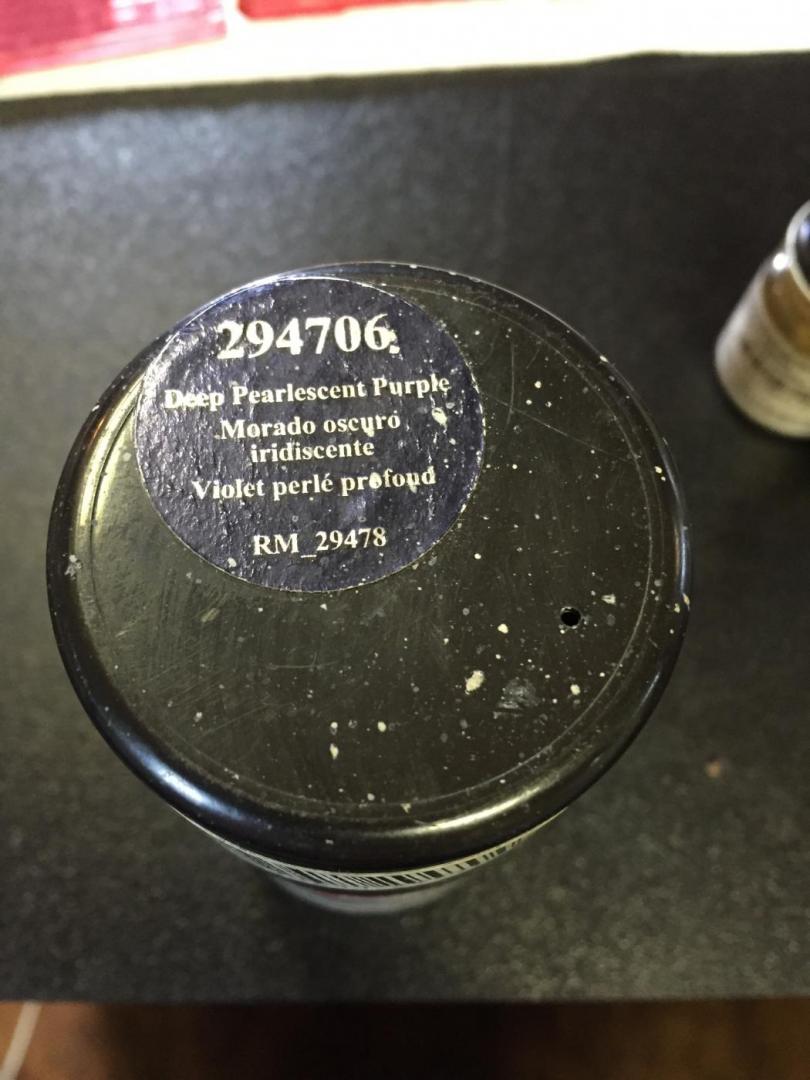 294706
Deep Pearlescent Purple
Morado oscuro
iridiscente
Violet perlé profond
RM_29478